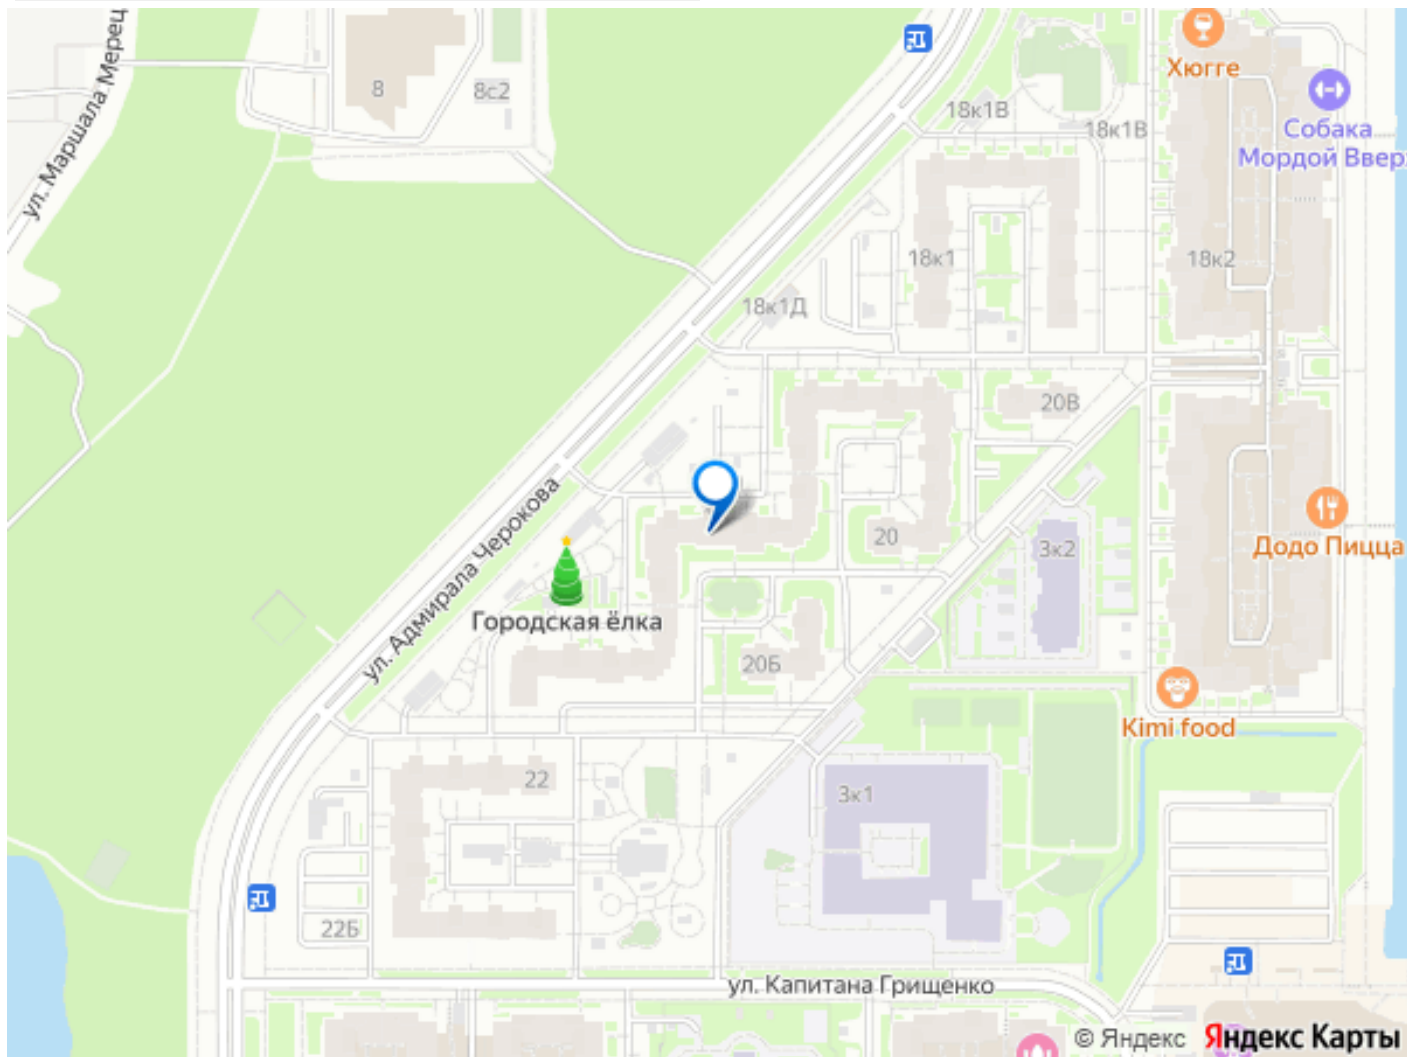 ул. Маршала Мерец
8
8с2
18к1В
18к1В
Хюгге
Собака
Мордой Вверх
18к1
18к2
18к1Д
20В
ул. Адмирала Черокова
20
3к2
Додо Пицца
Городская ёлка
20Б
Kimi food
22
3к1
22Б
ул. Капитана Грищенко
© Яндекс Яндекс Карты